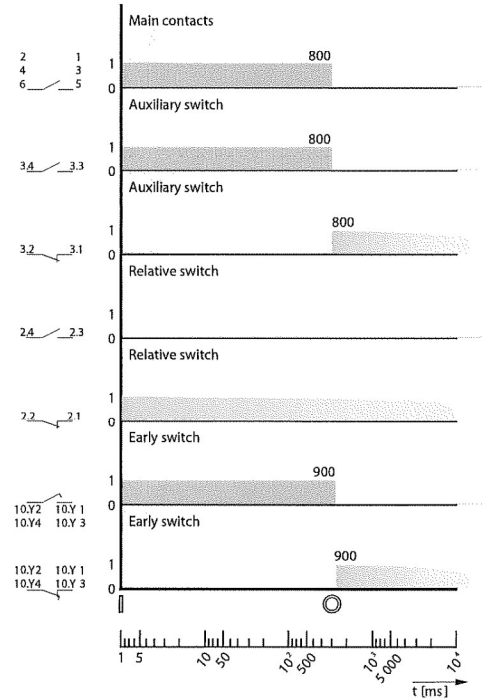 Main contacts
800
2 1
4 3
6 5
1
0
Auxiliary switch
800
1
3.4 3.3
0
Auxiliary switch
800
1
3.2 3.1
0
Relative switch
1
2.4 2.3
0
Relative switch
1
2.2 2.1
0
Early switch
900
1
0
10.Y2 10.Y 1
10.Y4 10.Y 3
Early switch
900
10.Y2 10.Y 1
1
10.Y4 10.Y 3
0
1 5 10 50 10² 500 10³ 5000 10⁴
t [ms]